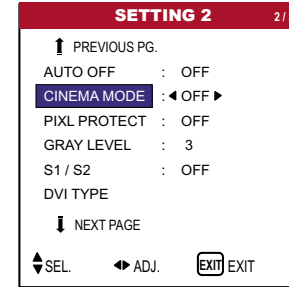 SETTING 2 2/
PREVIOUS PG.
AUTO OFF : OFF
CINEMA MODE : OFF
PIXL PROTECT : OFF
GRAY LEVEL : 3
S1 / S2 : OFF
DVI TYPE
NEXT PAGE
SEL. ADJ. EXIT EXIT